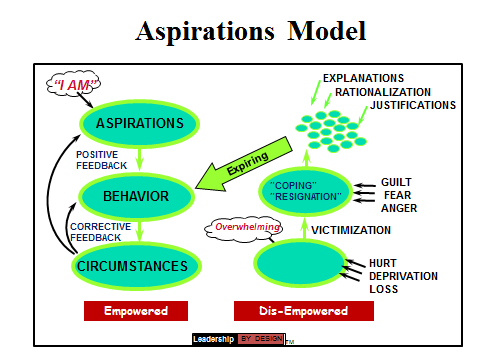 Aspirations Model
"I AM"
ASPIRATIONS
POSITIVE
FEEDBACK
BEHAVIOR
CORRECTIVE
FEEDBACK
CIRCUMSTANCES
Empowered
EXPLANATIONS
RATIONALIZATION
JUSTIFICATIONS
Expiring
"COPING"
"RESIGNATION"
GUILT
FEAR
ANGER
Overwhelming
VICTIMIZATION
HURT
DEPRIVATION
LOSS
Dis-Empowered
Leadership BY DESIGN TM